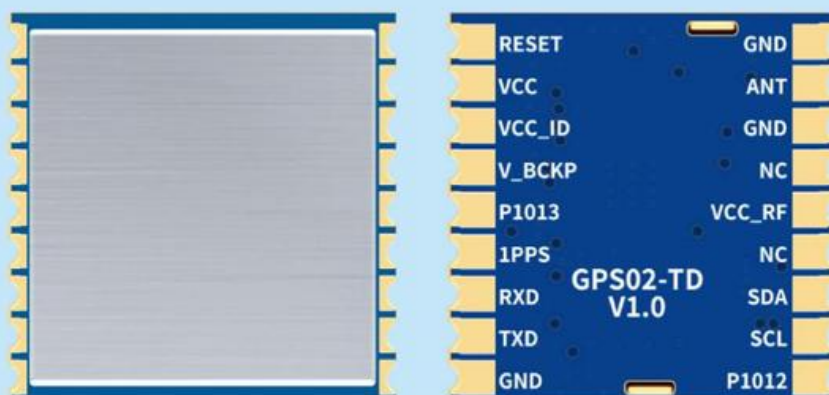 RESET GND
VCC ANT
VCC_ID GND
V_BCKP NC
P1013 VCC_RF
1PPS NC
GPS02-TD
RXD SDA
V1.0
TXD SCL
GND P1012